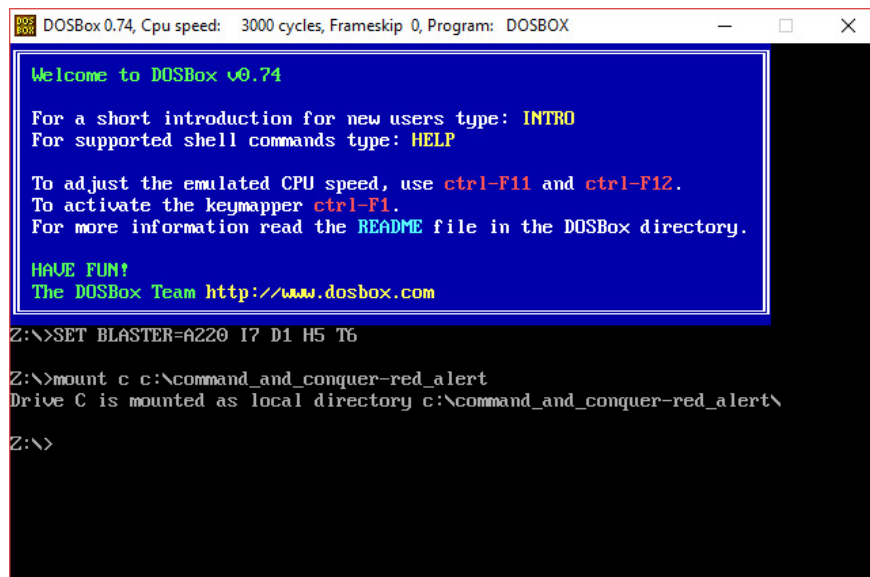 DOSBox 0.74, Cpu speed: 3000 cycles, Frameskip 0, Program: DOSBOX
Welcome to DOSBox v0.74
For a short introduction for new users type: INTRO
For supported shell commands type: HELP
To adjust the emulated CPU speed, use ctrl-F11 and ctrl-F12.
To activate the keymapper ctrl-F1.
For more information read the README file in the DOSBox directory.
HAVE FUN!
The DOSBox Team http://www.dosbox.com
Z:\>SET BLASTER=A220 I7 D1 H5 T6
Z:\>mount c c:\command_and_conquer-red_alert
Drive C is mounted as local directory c:\command_and_conquer-red_alert\
Z:\>